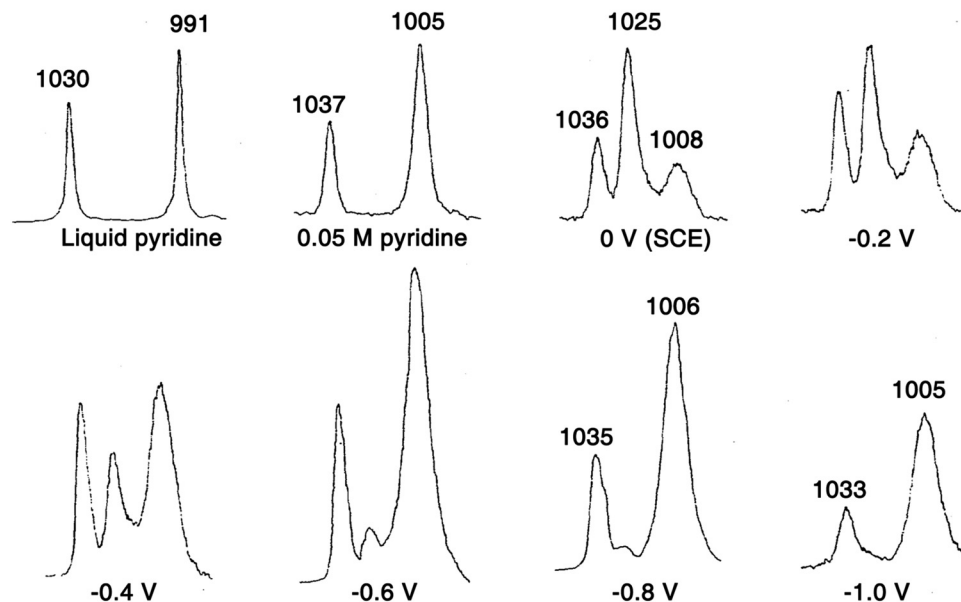 1030
991
Liquid pyridine
1037
1005
0.05 M pyridine
1036
1025
1008
0 V (SCE)
-0.2 V
-0.4 V
-0.6 V
1035
1006
-0.8 V
1033
1005
-1.0 V